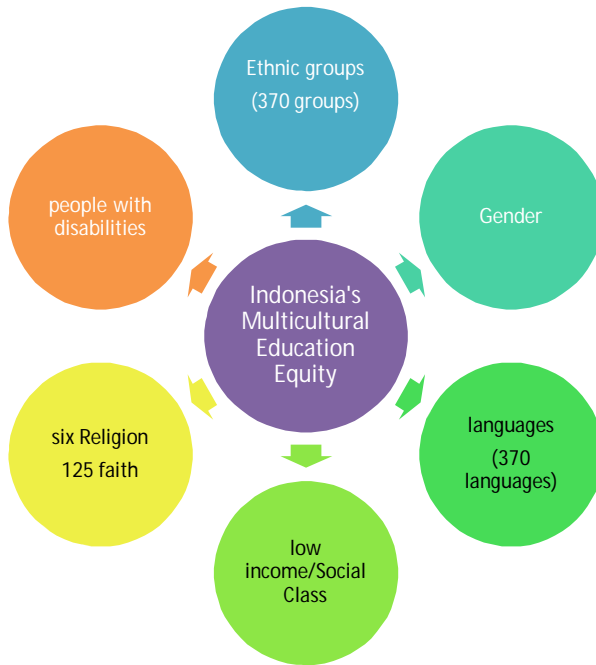 Ethnic groups
(370 groups)
Gender
languages
(370
languages)
low
income/Social
Class
six Religion
125 faith
people with
disabilities
Indonesia's
Multicultural
Education
Equity